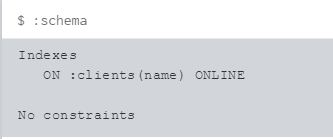 $ :schema
Indexes
ON :clients(name) ONLINE
No constraints